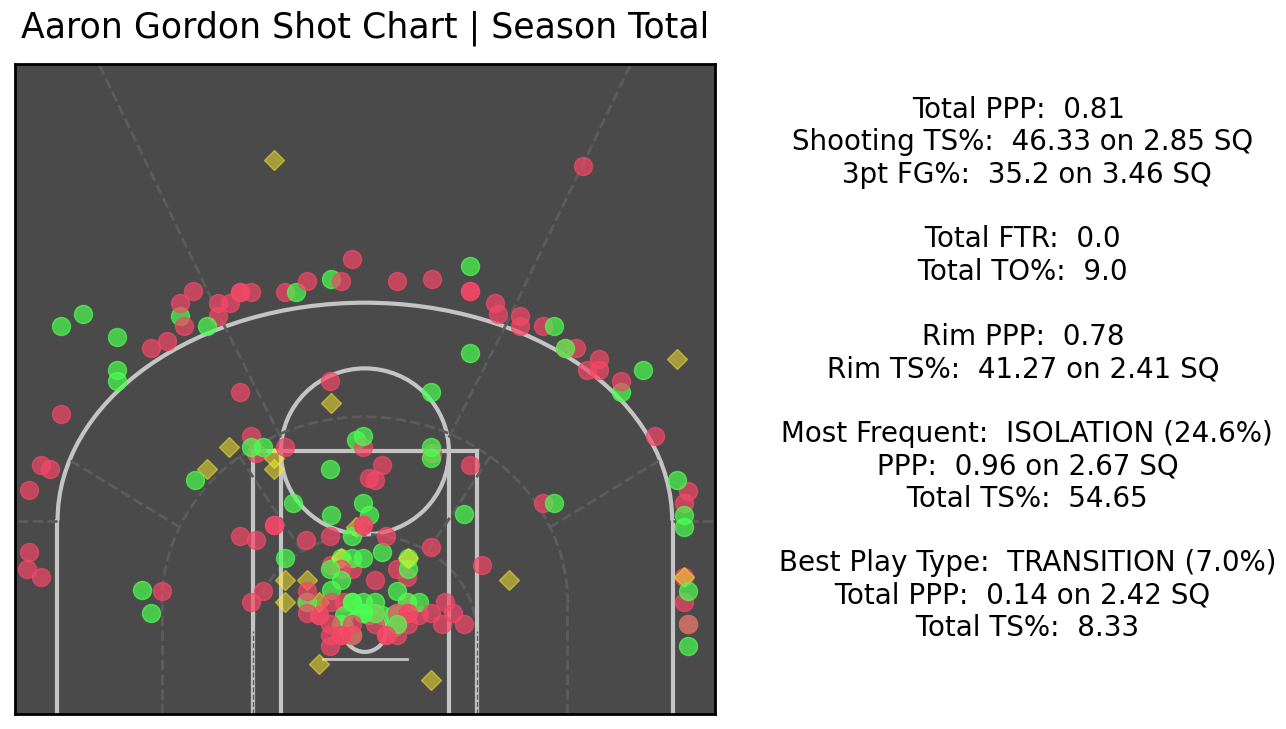 Aaron Gordon Shot Chart | Season Total
Total PPP:  0.81
Shooting TS%:  46.33 on 2.85 SQ
3pt FG%:  35.2 on 3.46 SQ
Total FTR:  0.0
Total TO%:  9.0
Rim PPP:  0.78
Rim TS%:  41.27 on 2.41 SQ
Most Frequent:  ISOLATION (24.6%)
PPP:  0.96 on 2.67 SQ
Total TS%:  54.65
Best Play Type:  TRANSITION (7.0%)
Total PPP:  0.14 on 2.42 SQ
Total TS%:  8.33